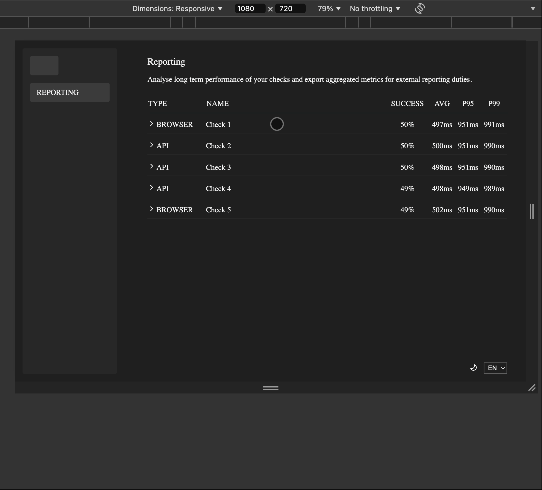 Dimensions: Responsive 1080 x 720 79% No throttling
REPORTING
Reporting
Analyse long term performance of your checks and export aggregated metrics for external reporting duties.
TYPE NAME SUCCESS AVG P95 P99
BROWSER Check 1 50% 497ms 951ms 991ms
API Check 2 50% 500ms 951ms 990ms
API Check 3 50% 498ms 951ms 990ms
API Check 4 49% 498ms 949ms 989ms
BROWSER Check 5 49% 502ms 951ms 990ms
EN